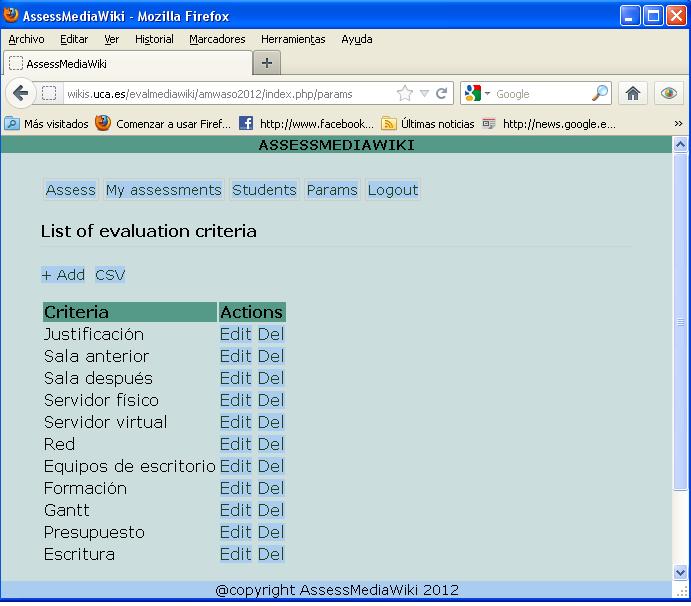 AssessMediaWiki - Mozilla Firefox
Archivo Editar Ver Historial Marcadores Herramientas Ayuda
AssessMediaWiki +
wikis.uca.es/evalmediawiki/amwaso2012/index.php/params Google
Más visitados Comenzar a usar Firef... http://www.facebook... Últimas noticias http://news.google.e... »
ASSESSMEDIAWIKI
Assess My assessments Students Params Logout
List of evaluation criteria
+ Add CSV
Criteria Actions
Justificación Edit Del
Sala anterior Edit Del
Sala después Edit Del
Servidor físico Edit Del
Servidor virtual Edit Del
Red Edit Del
Equipos de escritorio Edit Del
Formación Edit Del
Gantt Edit Del
Presupuesto Edit Del
Escritura Edit Del
@copyright AssessMediaWiki 2012